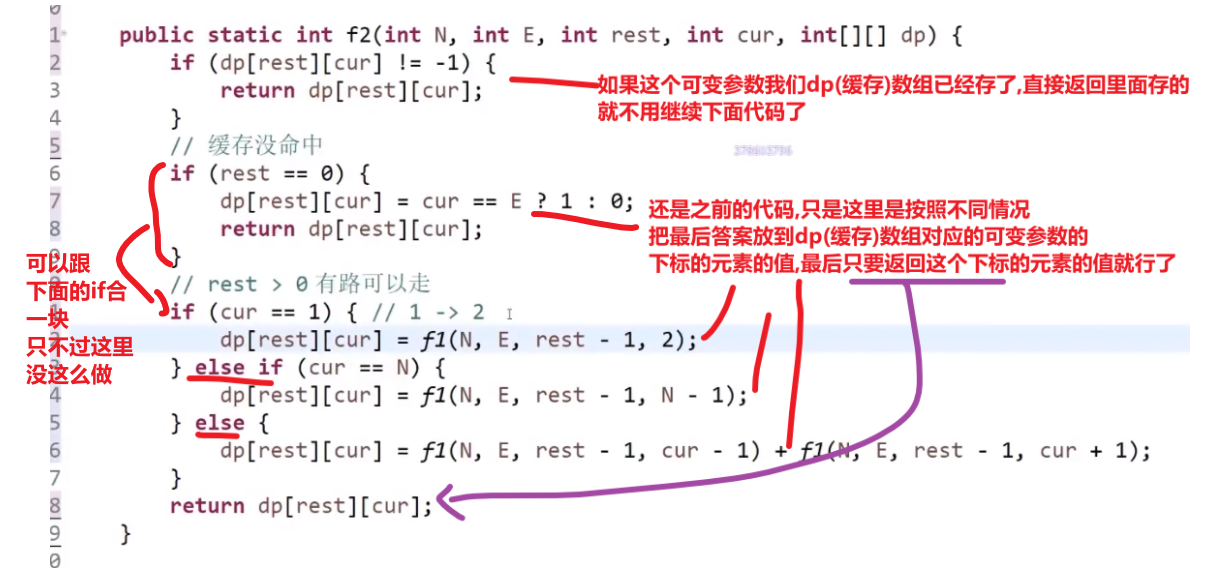 0
1 public static int f2(int N, int E, int rest, int cur, int[][] dp) {
2 if (dp[rest][cur] != -1) {
3 return dp[rest][cur];
如果这个可变参数我们dp(缓存)数组已经存了,直接返回里面存的
就不用继续下面代码了
4 }
5 // 缓存没命中
6 if (rest == 0) {
7 dp[rest][cur] = cur == E ? 1 : 0;
8 return dp[rest][cur];
还是之前的代码,只是这里是按照不同情况
把最后答案放到dp(缓存)数组对应的可变参数的
下标的元素的值,最后只要返回这个下标的元素的值就行了
}
可以跟
下面的if合
一块
只不过这里
没这么做
// rest > 0 有路可以走
if (cur == 1) { // 1 -> 2
dp[rest][cur] = f1(N, E, rest - 1, 2);
} else if (cur == N) {
4 dp[rest][cur] = f1(N, E, rest - 1, N - 1);
5 } else {
6 dp[rest][cur] = f1(N, E, rest - 1, cur - 1) + f1(N, E, rest - 1, cur + 1);
7 }
8 return dp[rest][cur];
9 }
0